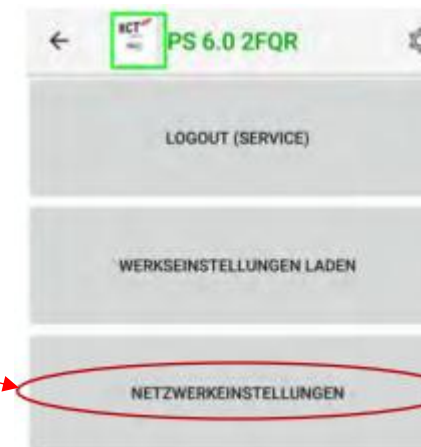 PS 6.0 2FQR
LOGOUT (SERVICE)
WERKSEINSTELLUNGEN LADEN
NETZWERKEINSTELLUNGEN